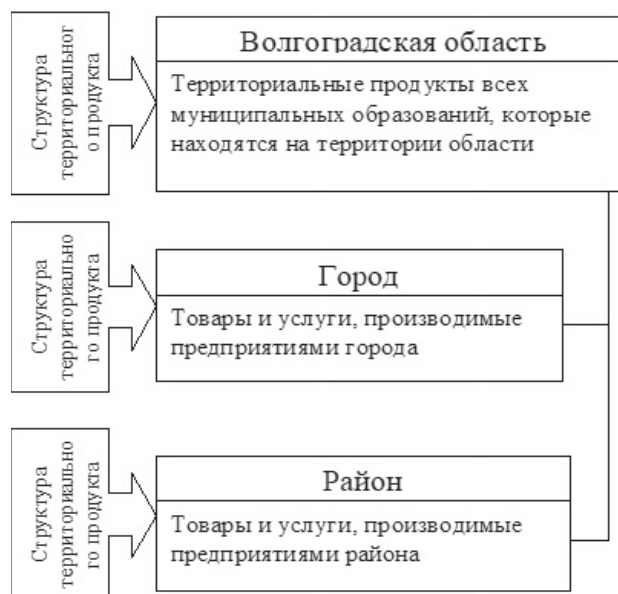 Структура
территориальног
о продукта
Волгоградская область
Территориальные продукты всех
муниципальных образований, которые
находятся на территории области
Структура
территориально
го продукта
Город
Товары и услуги, производимые
предприятиями города
Структура
территориально
го продукта
Район
Товары и услуги, производимые
предприятиями района